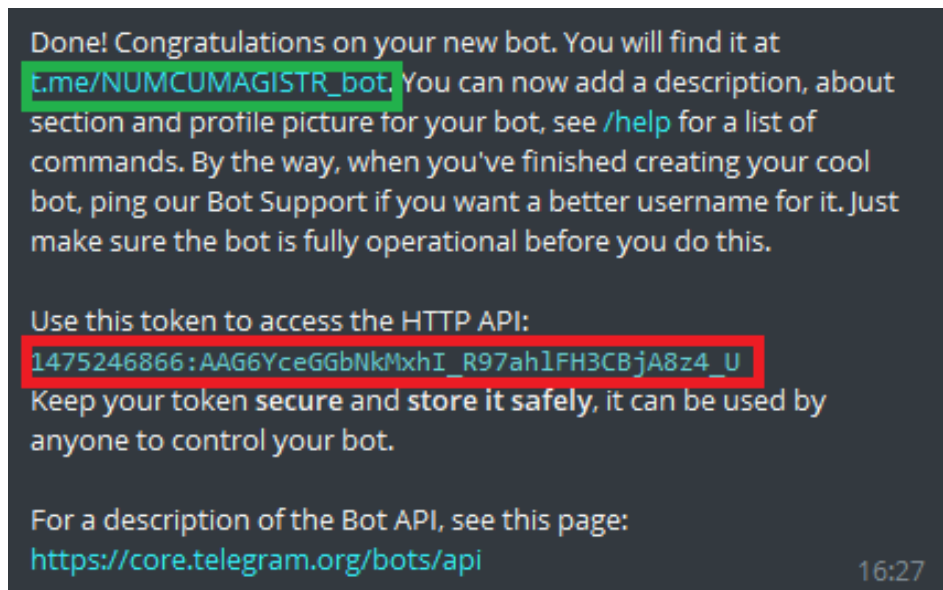 Done! Congratulations on your new bot. You will find it at
t.me/NUMCUMAGISTR_bot. You can now add a description, about
section and profile picture for your bot, see /help for a list of
commands. By the way, when you've finished creating your cool
bot, ping our Bot Support if you want a better username for it. Just
make sure the bot is fully operational before you do this.
Use this token to access the HTTP API:
1475246866:AAG6YceGGbNkMxhI_R97ahlFH3CBjA8z4_U
Keep your token secure and store it safely, it can be used by
anyone to control your bot.
For a description of the Bot API, see this page:
https://core.telegram.org/bots/api
16:27